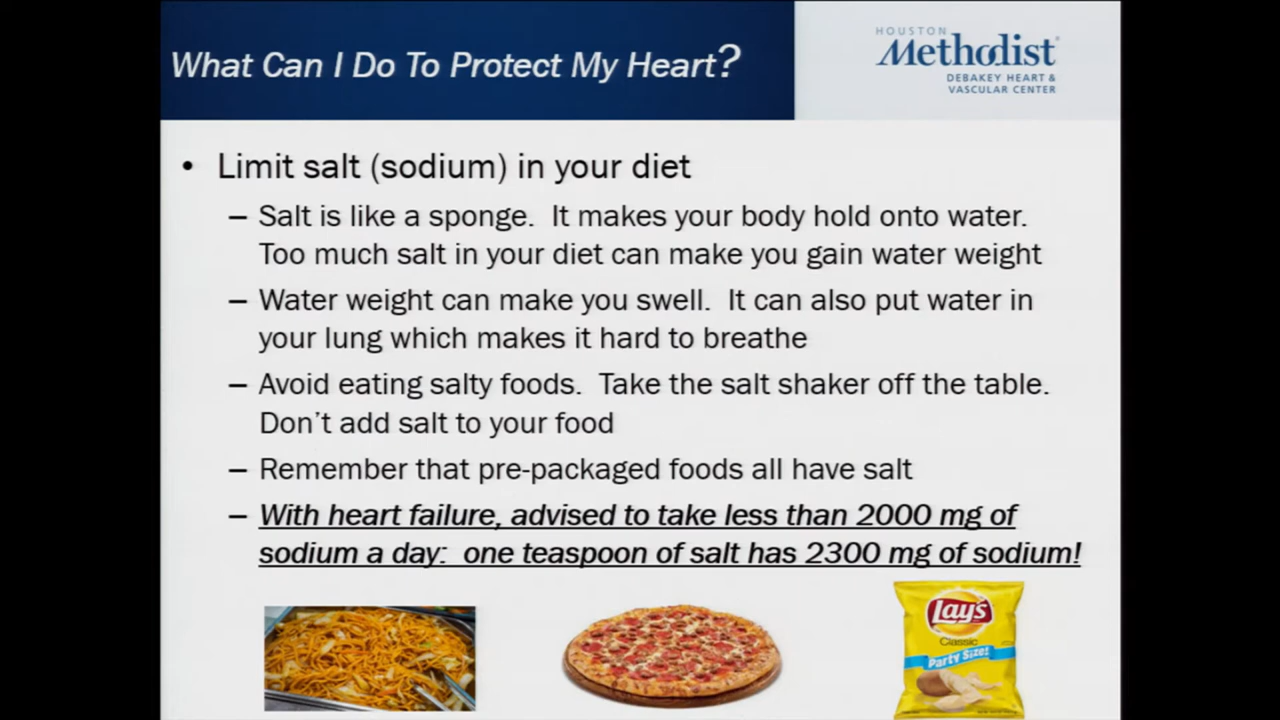 What Can I Do To Protect My Heart?
HOUSTON
Methodist®
DEBAKEY HEART &
VASCULAR CENTER
• Limit salt (sodium) in your diet
– Salt is like a sponge.  It makes your body hold onto water.
Too much salt in your diet can make you gain water weight
– Water weight can make you swell.  It can also put water in
your lung which makes it hard to breathe
– Avoid eating salty foods.  Take the salt shaker off the table.
Don't add salt to your food
– Remember that pre-packaged foods all have salt
– With heart failure, advised to take less than 2000 mg of
sodium a day:  one teaspoon of salt has 2300 mg of sodium!
Lay's
Classic
Party Size!